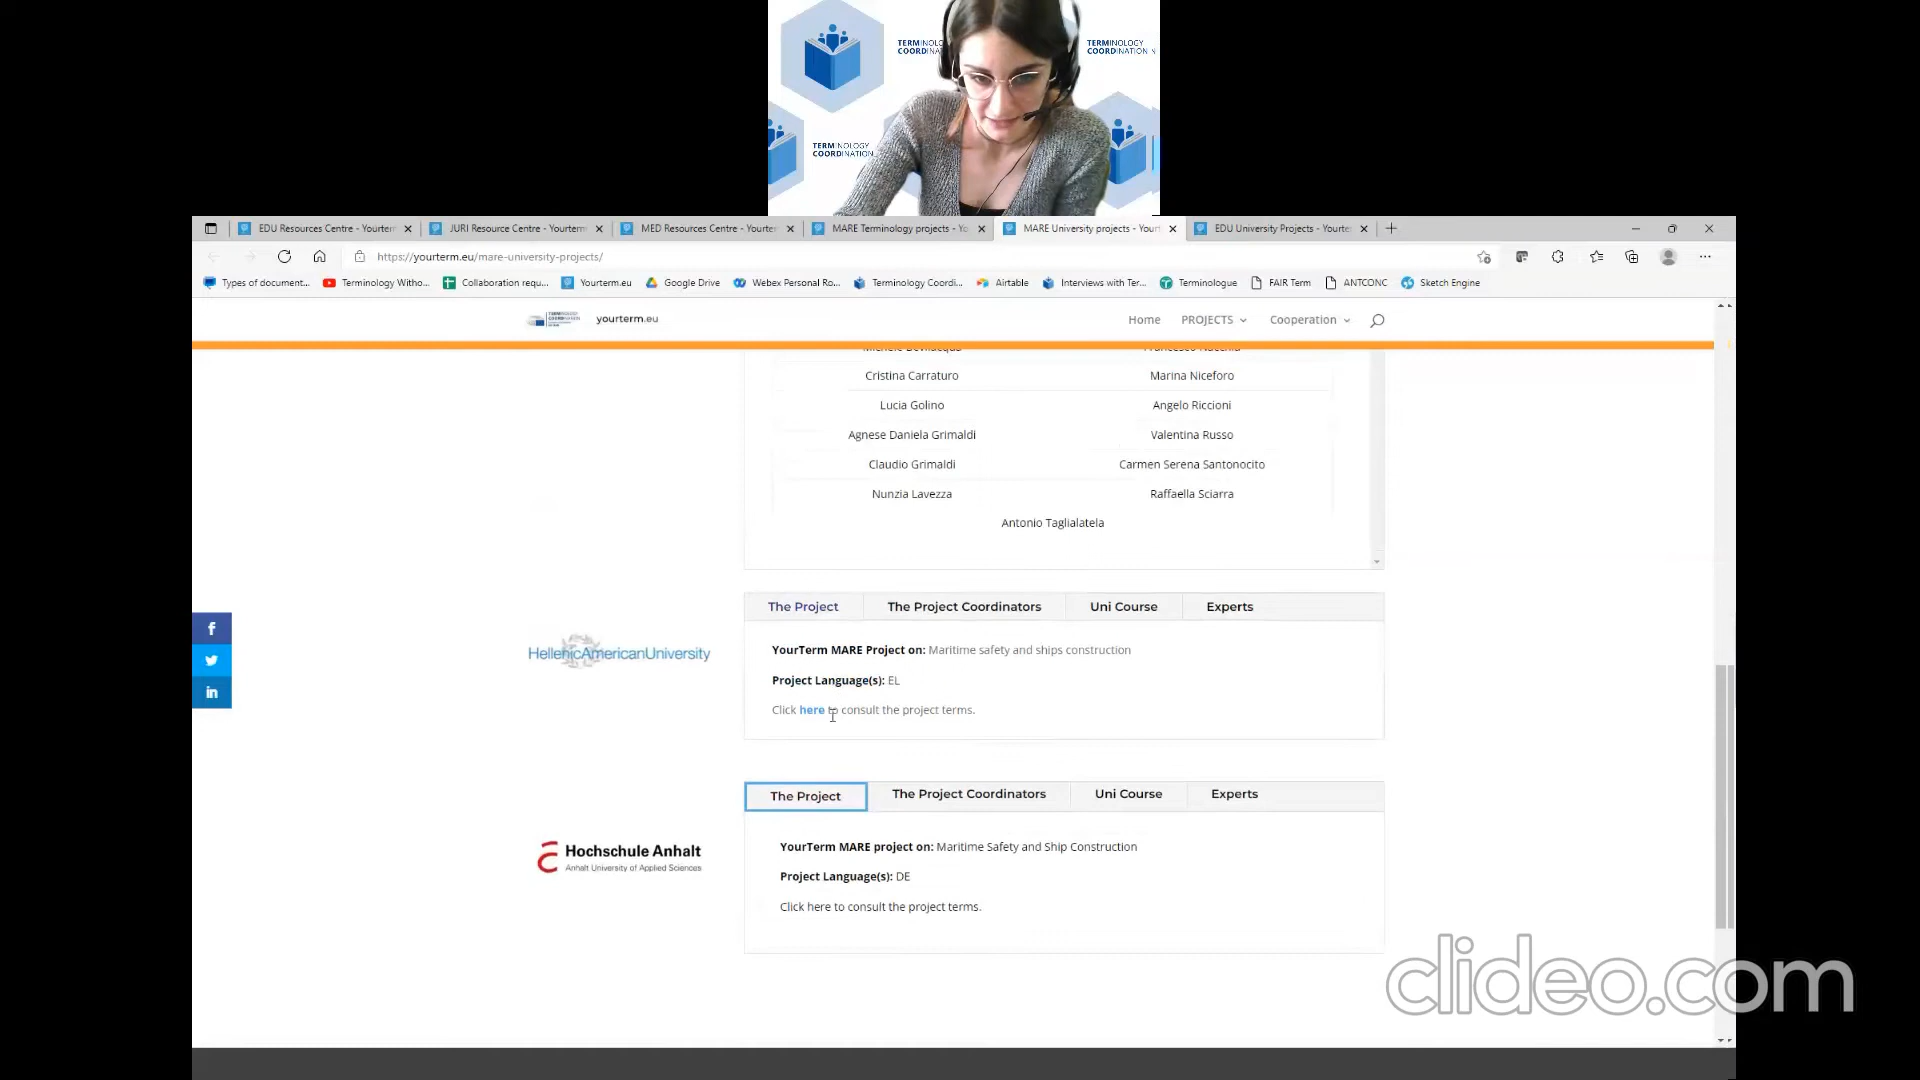 TERMINOLOGY
COORDINATION
TERMINOLOGY
COORDINATION
EDU Resources Centre - Yourterm
JURI Resource Centre - Yourterm
MED Resources Centre - Yourter
MARE Terminology projects - Yo
MARE University projects - Your
EDU University Projects - Yourte
https://yourterm.eu/mare-university-projects/
Types of document...
Terminology Witho...
Collaboration requ...
Yourterm.eu
Google Drive
Webex Personal Ro...
Terminology Coordi...
Airtable
Interviews with Ter...
Terminologue
FAIR Term
ANTCONC
Sketch Engine
yourterm.eu
Home
PROJECTS
Cooperation
Cristina Carraturo
Marina Niceforo
Lucia Golino
Angelo Riccioni
Agnese Daniela Grimaldi
Valentina Russo
Claudio Grimaldi
Carmen Serena Santonocito
Nunzia Lavezza
Raffaella Sciarra
Antonio Taglialatela
The Project
The Project Coordinators
Uni Course
Experts
HellenicAmericanUniversity
YourTerm MARE Project on: Maritime safety and ships construction
Project Language(s): EL
Click here to consult the project terms.
The Project
The Project Coordinators
Uni Course
Experts
Hochschule Anhalt
Anhalt University of Applied Sciences
YourTerm MARE project on: Maritime Safety and Ship Construction
Project Language(s): DE
Click here to consult the project terms.
clideo.com